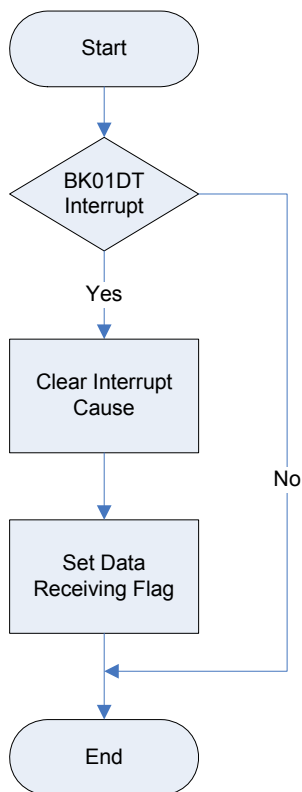 Start
BK01DT
Interrupt
Yes
Clear Interrupt
Cause
No
Set Data
Receiving Flag
End